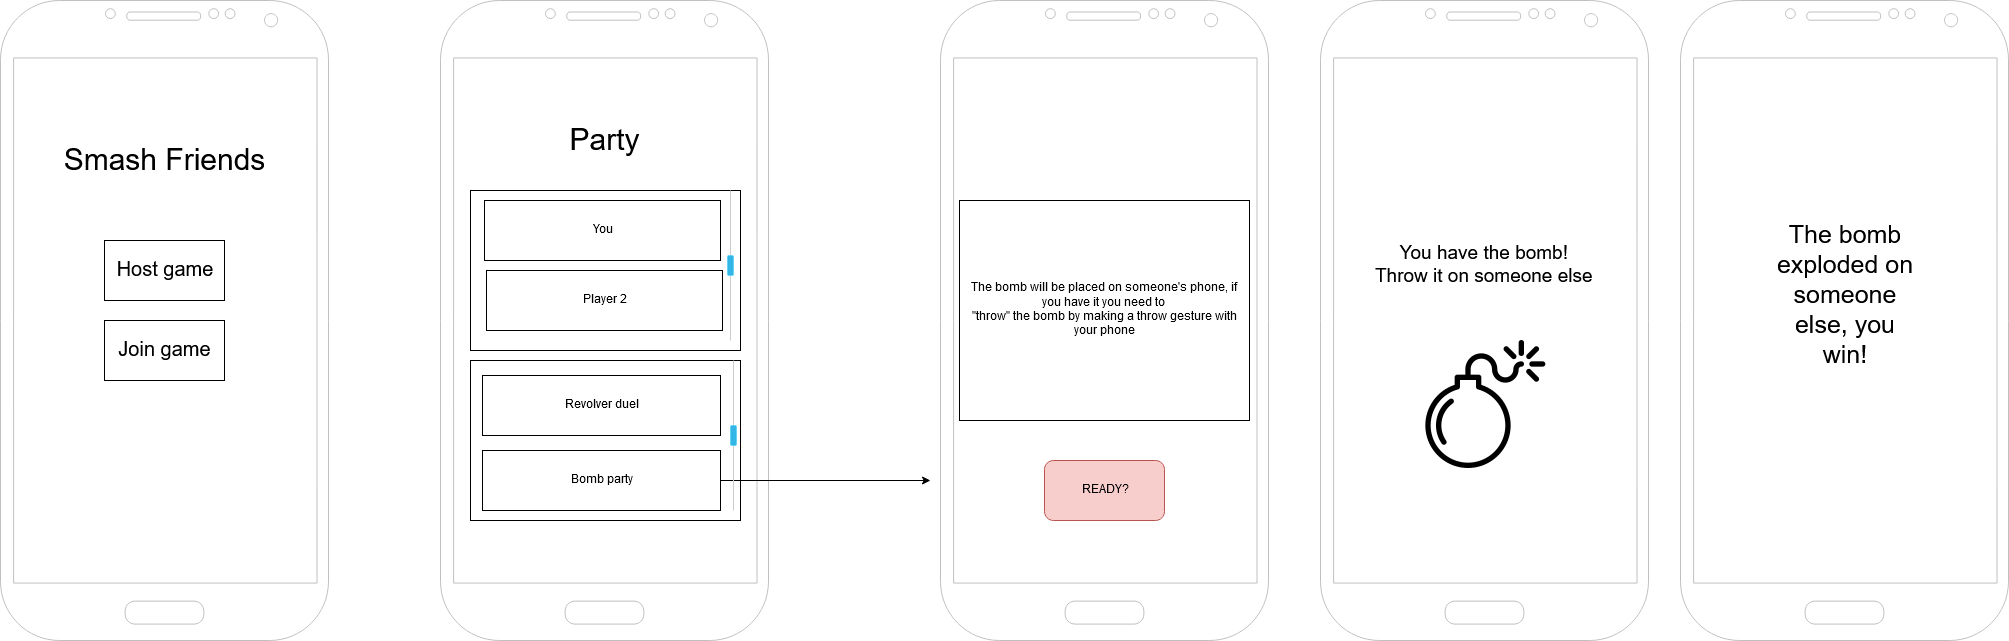 Smash Friends
Host game
Join game
Party
You
Player 2
Revolver duel
Bomb party
The bomb will be placed on someone's phone, if
you have it you need to
"throw" the bomb by making a throw gesture with
your phone
READY?
You have the bomb!
Throw it on someone else
The bomb
exploded on
someone
else, you
win!